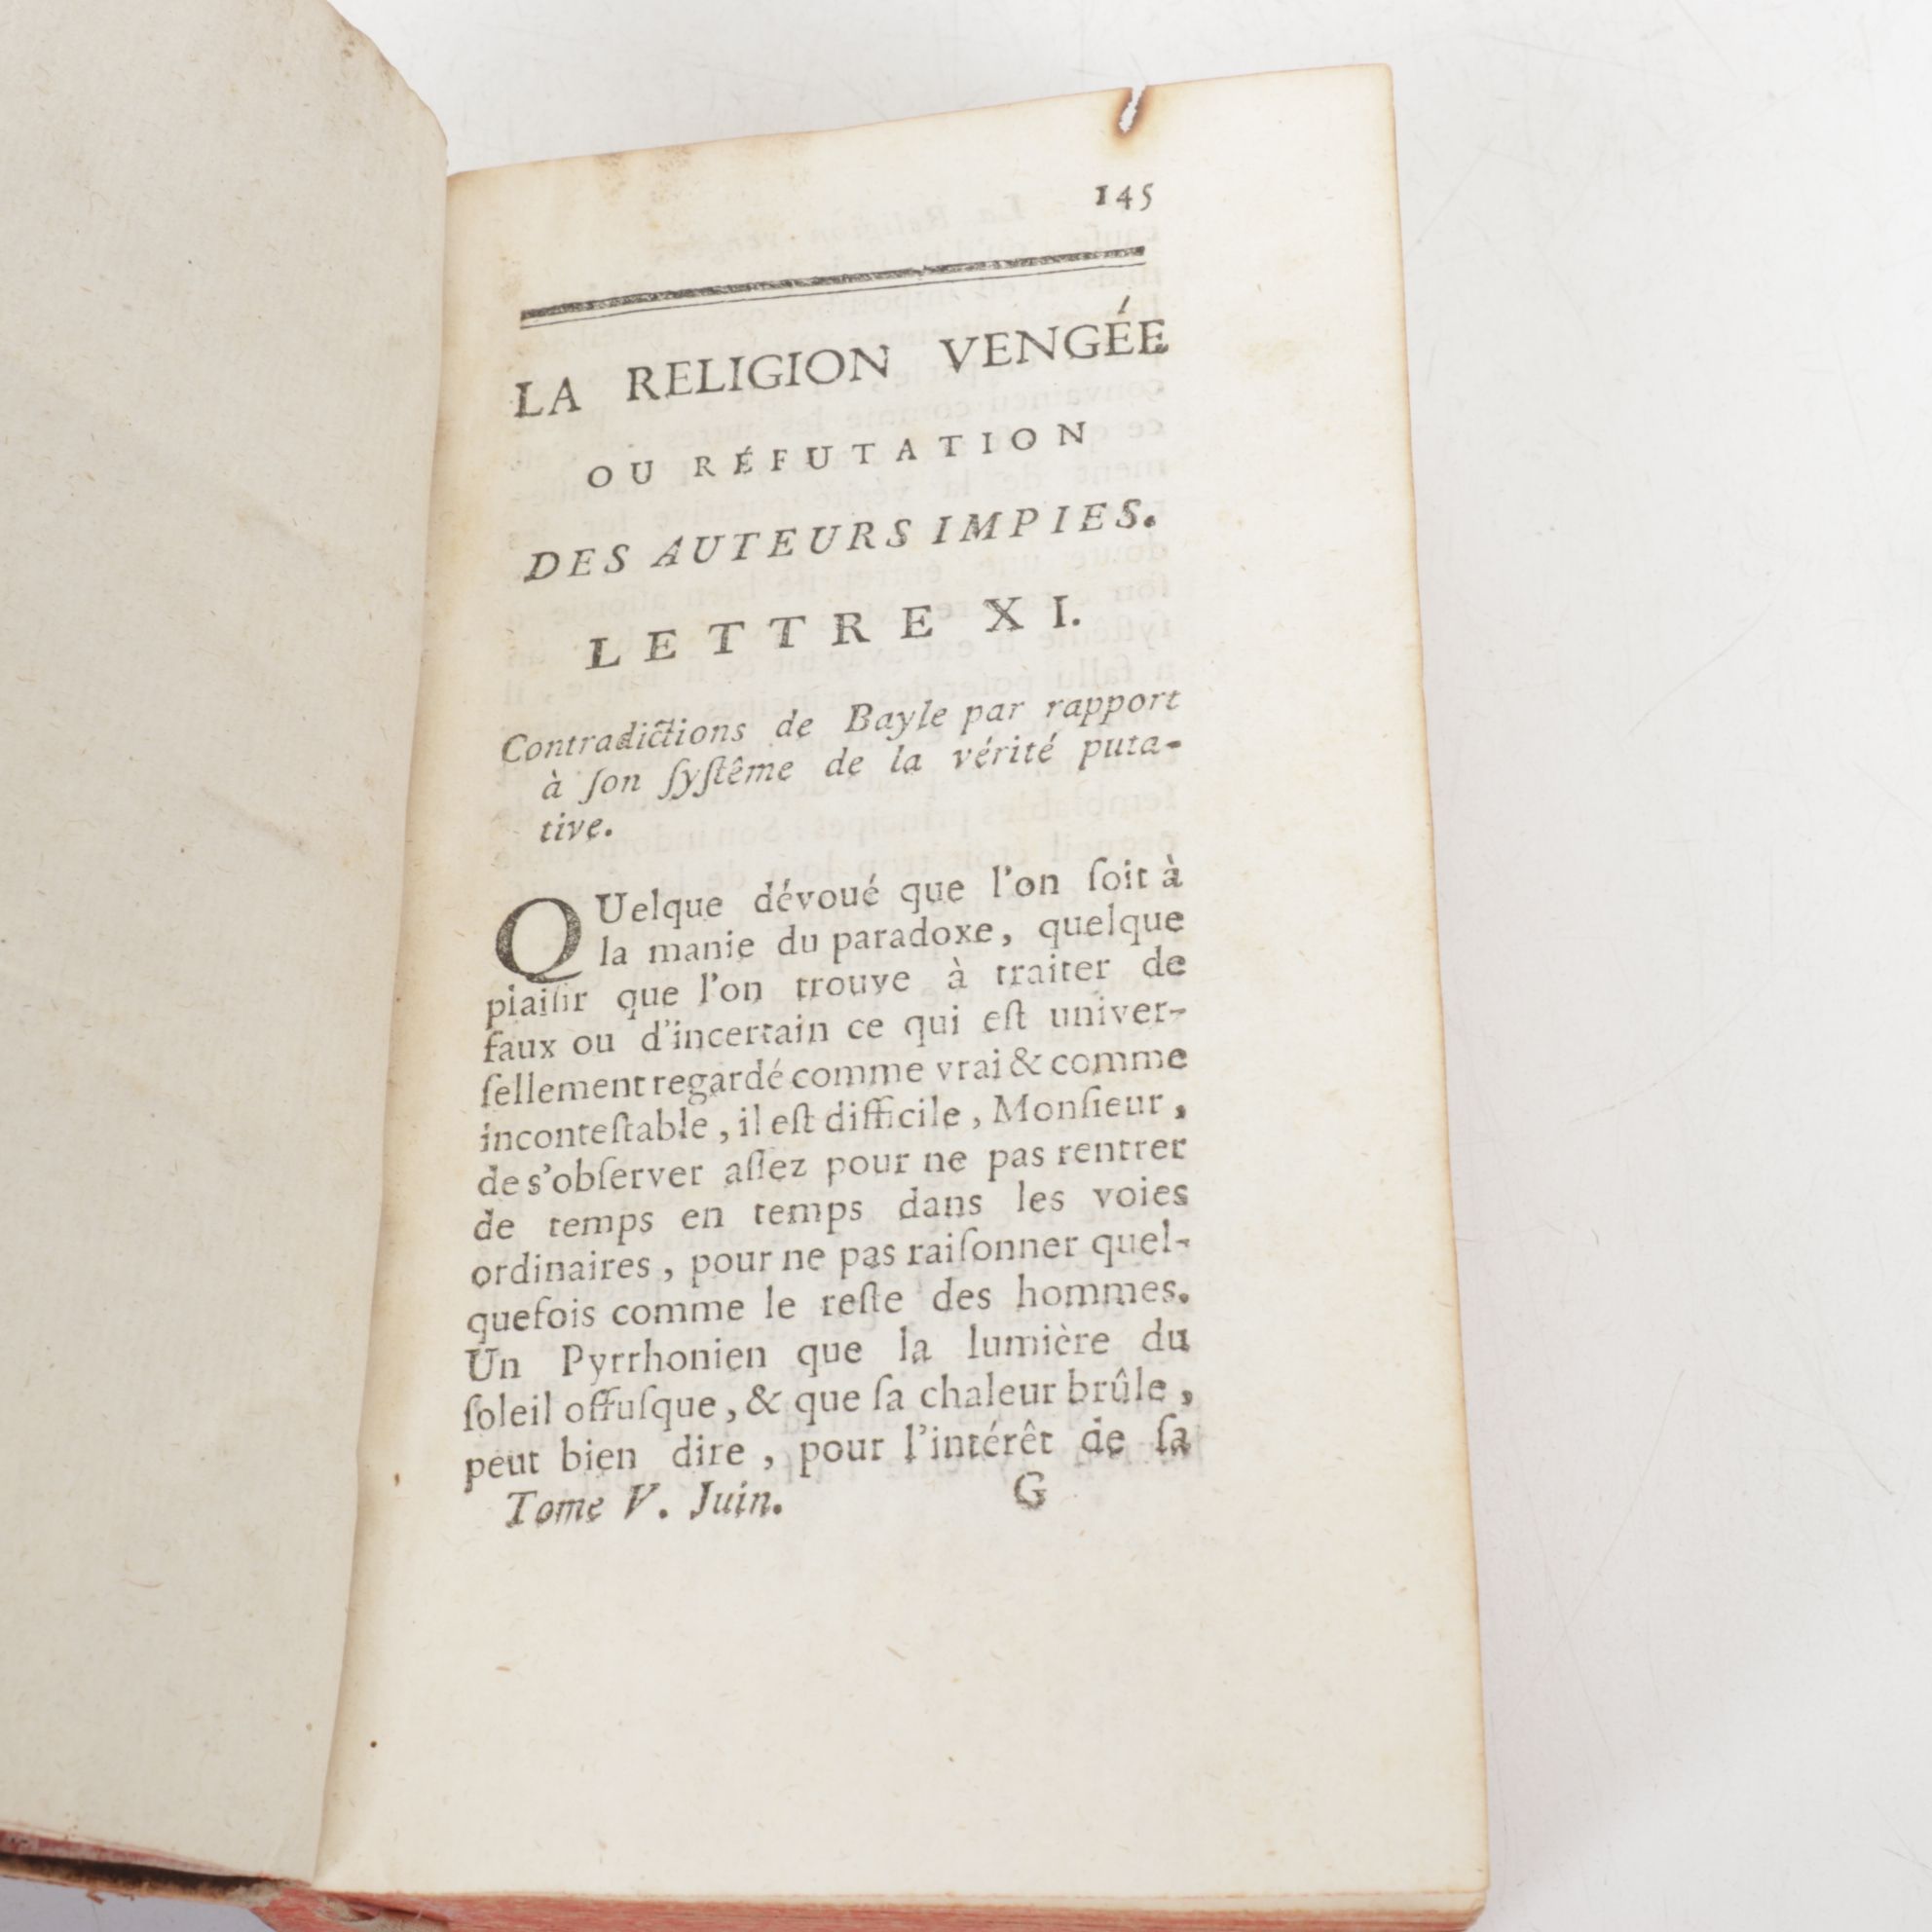 145
LA RELIGION VENGÉE
OU RÉFUTATION
DES AUTEURS IMPIES.
LETTRE XI.
Contradictions de Bayle par rapport
à ſon ſyſtême de la vérité puta-
tive.
QUelque dévoué que l'on ſoit à
la manie du paradoxe, quelque
plaiſir que l'on trouve à traiter de
faux ou d'incertain ce qui eſt univer-
ſellement regardé comme vrai & comme
inconteſtable, il eſt difficile, Monſieur,
de s'obſerver aſſez pour ne pas rentrer
de temps en temps dans les voies
ordinaires, pour ne pas raiſonner quel-
quefois comme le reſte des hommes.
Un Pyrrhonien que la lumière du
ſoleil offuſque, & que ſa chaleur brûle,
peut bien dire, pour l'intérêt de ſa
Tome V. Juin. G